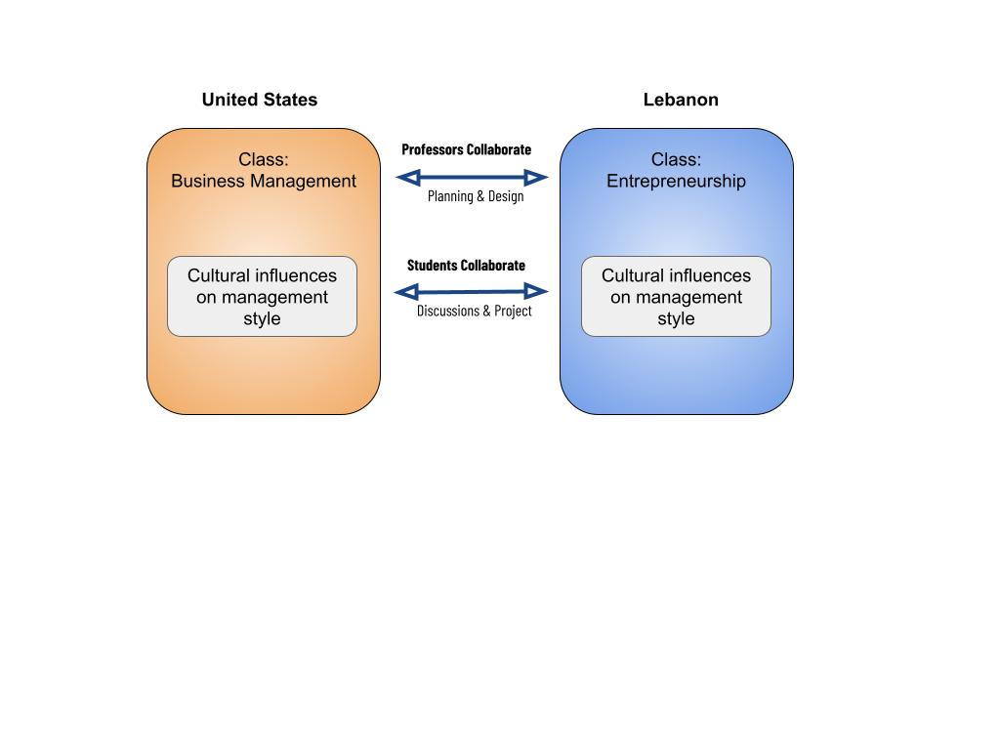 United States
Lebanon
Class:
Business Management
Professors Collaborate
Planning & Design
Class:
Entrepreneurship
Cultural influences
on management
style
Students Collaborate
Discussions & Project
Cultural influences
on management
style